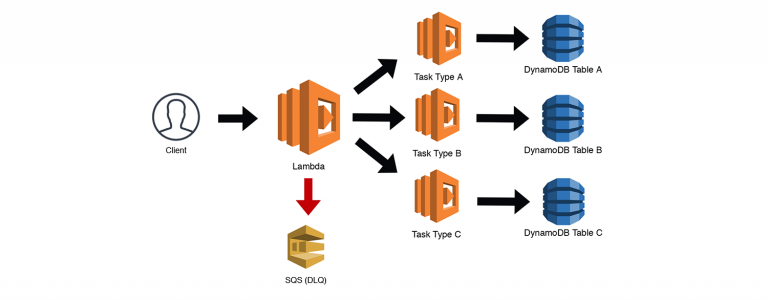 Task Type A
DynamoDB Table A
Client
Lambda
Task Type B
DynamoDB Table B
Task Type C
DynamoDB Table C
SQS (DLQ)